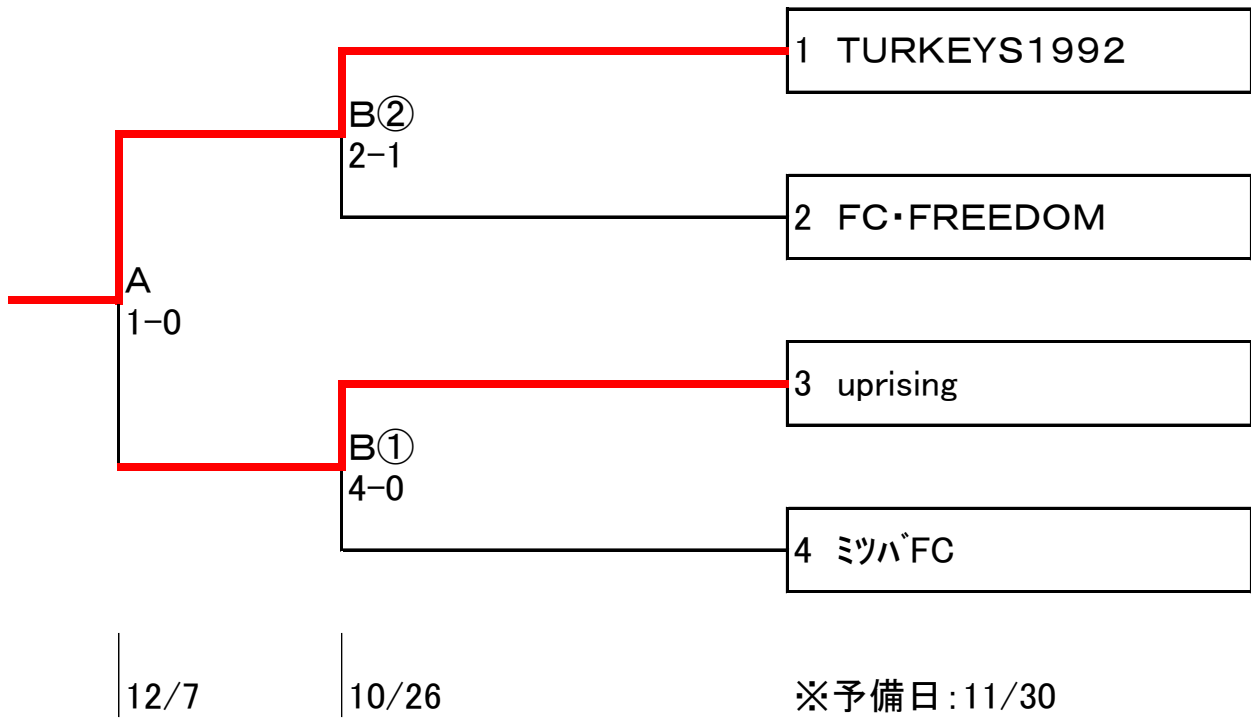 1 TURKEYS1992
B②
2-1
2 FC・FREEDOM
A
1-0
3 uprising
B①
4-0
4 ﾐﾂﾊﾞFC
12/7
10/26
※予備日:11/30